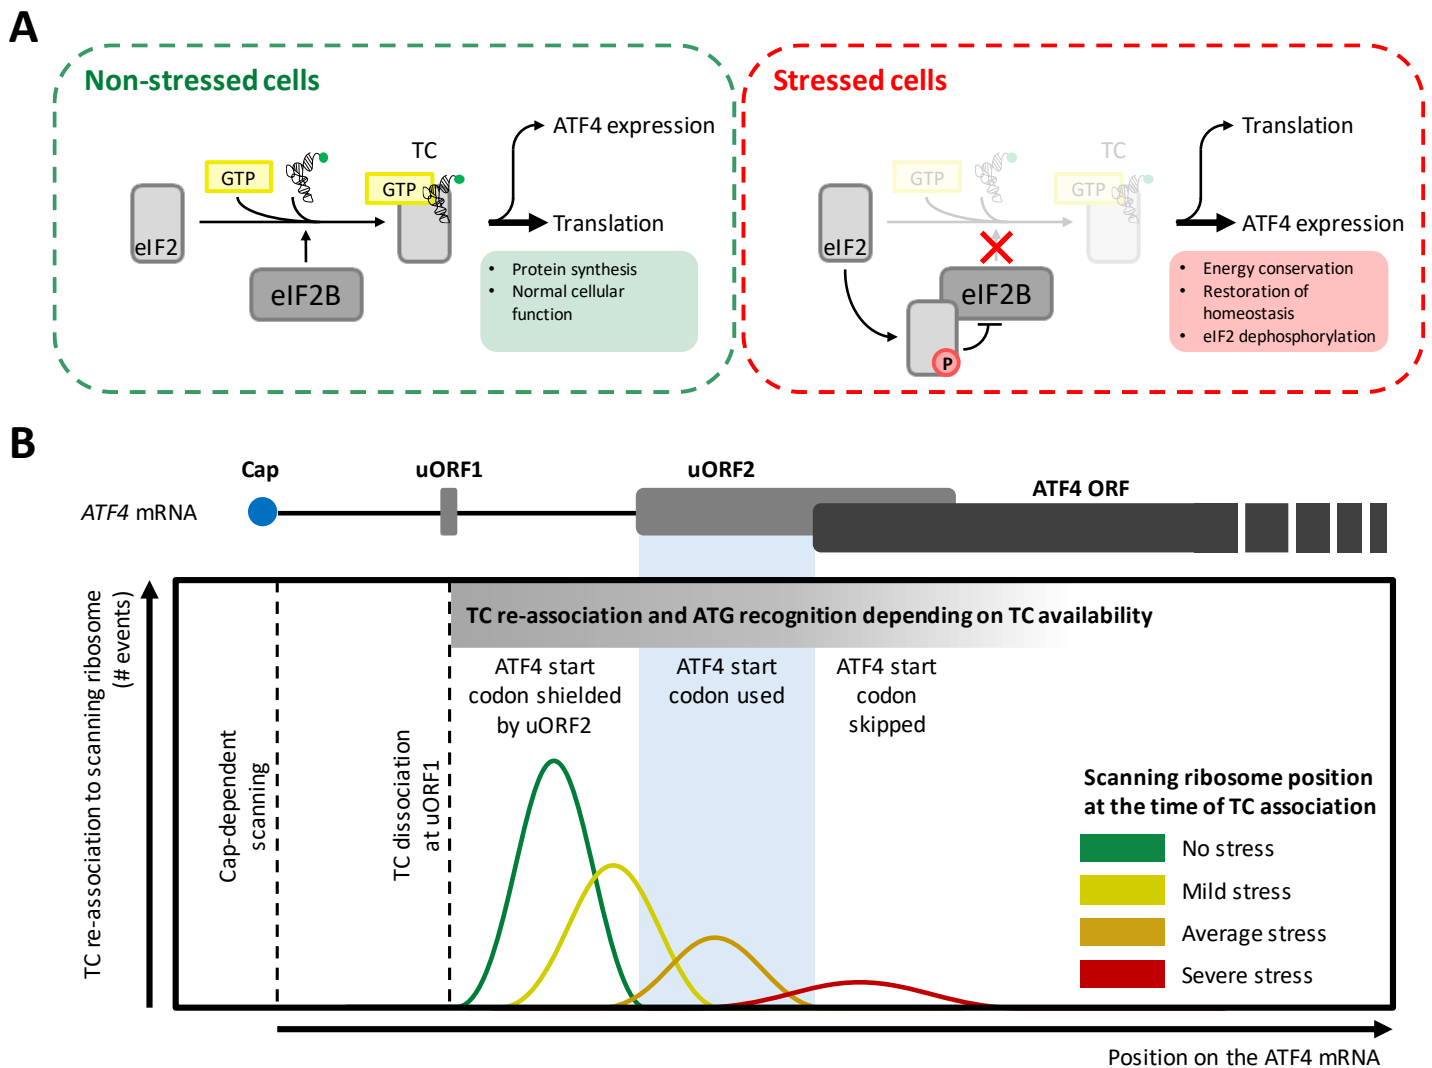 A
Non-stressed cells
ATF4 expression
TC
GTP
GTP
eIF2
Translation
eIF2B
• Protein synthesis
• Normal cellular
function
Stressed cells
Translation
TC
GTP
GTP
eIF2
ATF4 expression
eIF2B
P
• Energy conservation
• Restoration of
homeostasis
• eIF2 dephosphorylation
B
Cap
uORF1
uORF2
ATF4 ORF
ATF4 mRNA
TC re-association to scanning ribosome
(# events)
Cap-dependent
scanning
TC dissociation
at uORF1
TC re-association and ATG recognition depending on TC availability
ATF4 start
codon shielded
by uORF2
ATF4 start
codon used
ATF4 start
codon
skipped
Scanning ribosome position
at the time of TC association
No stress
Mild stress
Average stress
Severe stress
Position on the ATF4 mRNA